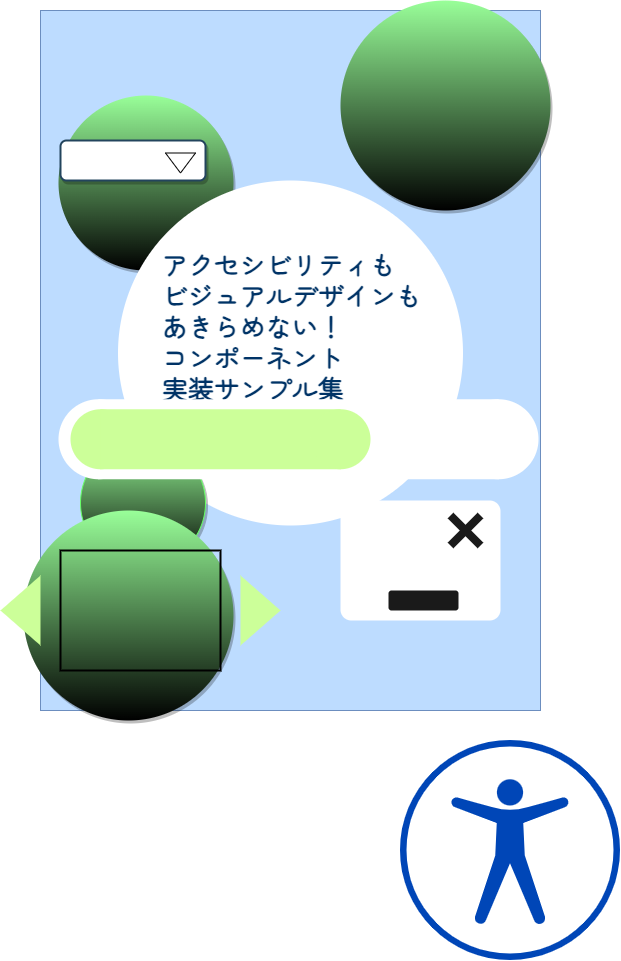 アクセシビリティも
ビジュアルデザインも
あきらめない！
コンポーネント
実装サンプル集